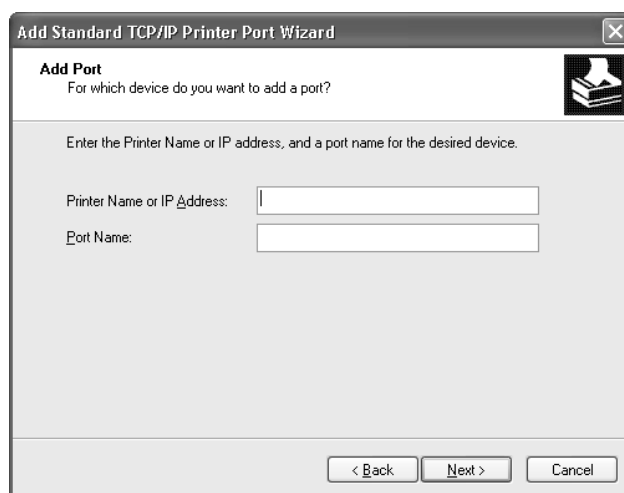 Add Standard TCP/IP Printer Port Wizard
Add Port
For which device do you want to add a port?
Enter the Printer Name or IP address, and a port name for the desired device.
Printer Name or IP Address:
Port Name:
< Back Next > Cancel